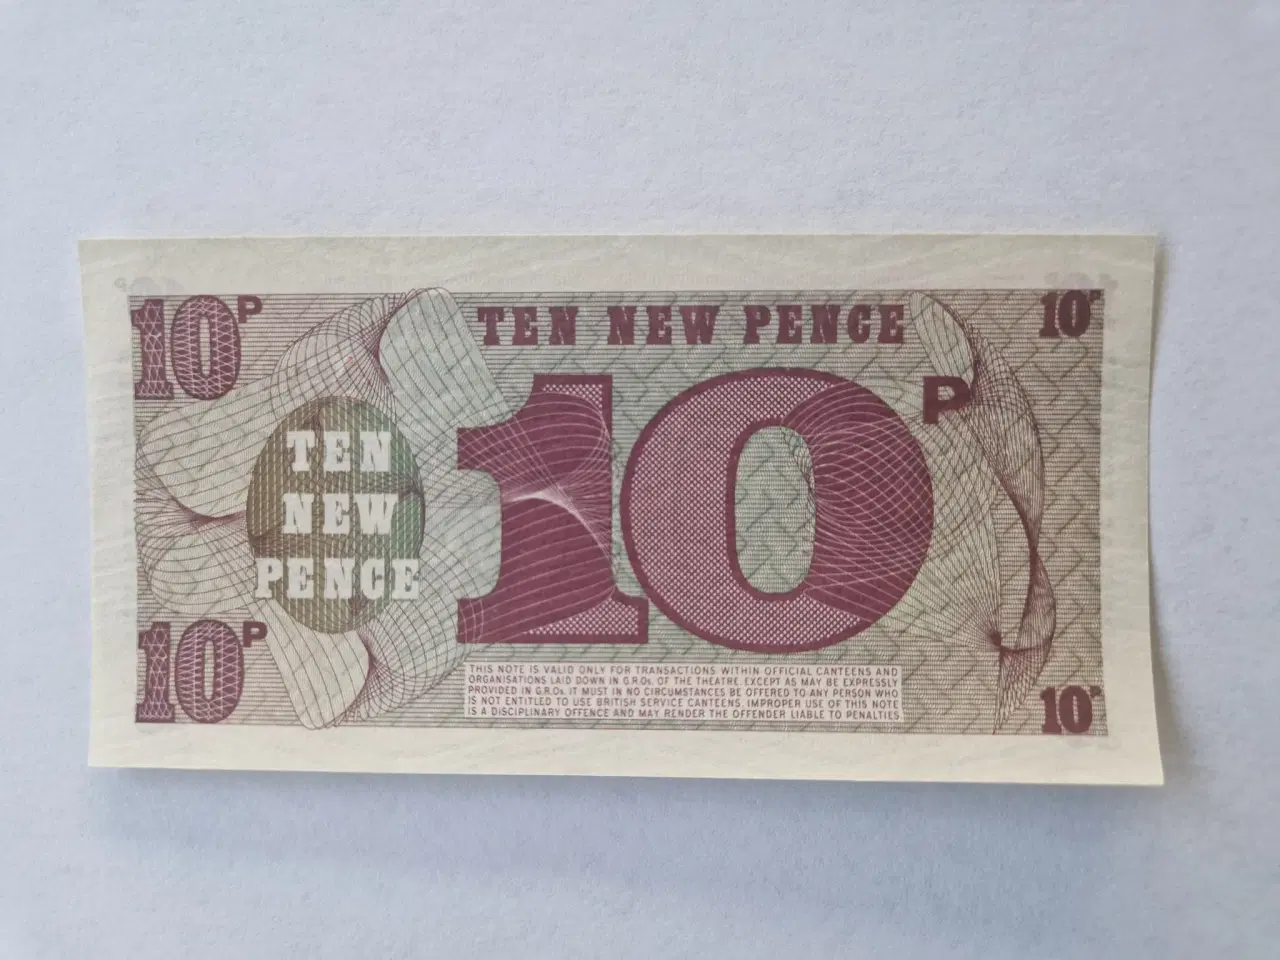 10P
TEN NEW PENCE
10P
10P
TEN
NEW
PENCE
10P
10P
THIS NOTE IS VALID ONLY FOR TRANSACTIONS WITHIN OFFICIAL CANTEENS AND
ORGANISATIONS LAID DOWN IN G.R.Os. OF THE THEATRE. EXCEPT AS MAY BE EXPRESSLY
PROVIDED IN G.R.Os. IT MUST IN NO CIRCUMSTANCES BE OFFERED TO ANY PERSON WHO
IS NOT ENTITLED TO USE BRITISH SERVICE CANTEENS. IMPROPER USE OF THIS NOTE
IS A DISCIPLINARY OFFENCE AND MAY RENDER THE OFFENDER LIABLE TO PENALTIES